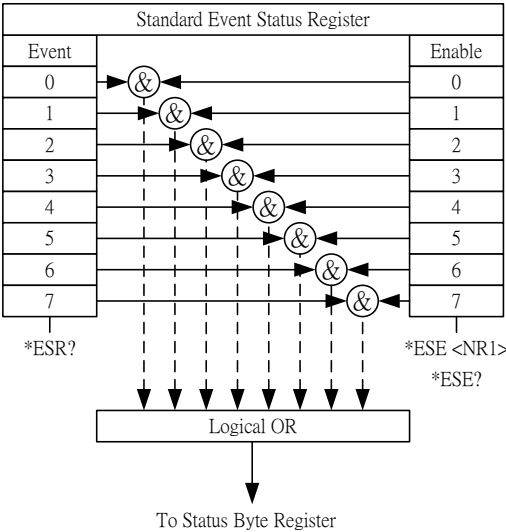 Standard Event Status Register
Event Enable
0 & 0
1 & 1
2 & 2
3 & 3
4 & 4
5 & 5
6 & 6
7 & 7
*ESR? *ESE <NR1>
*ESE?
Logical OR
To Status Byte Register